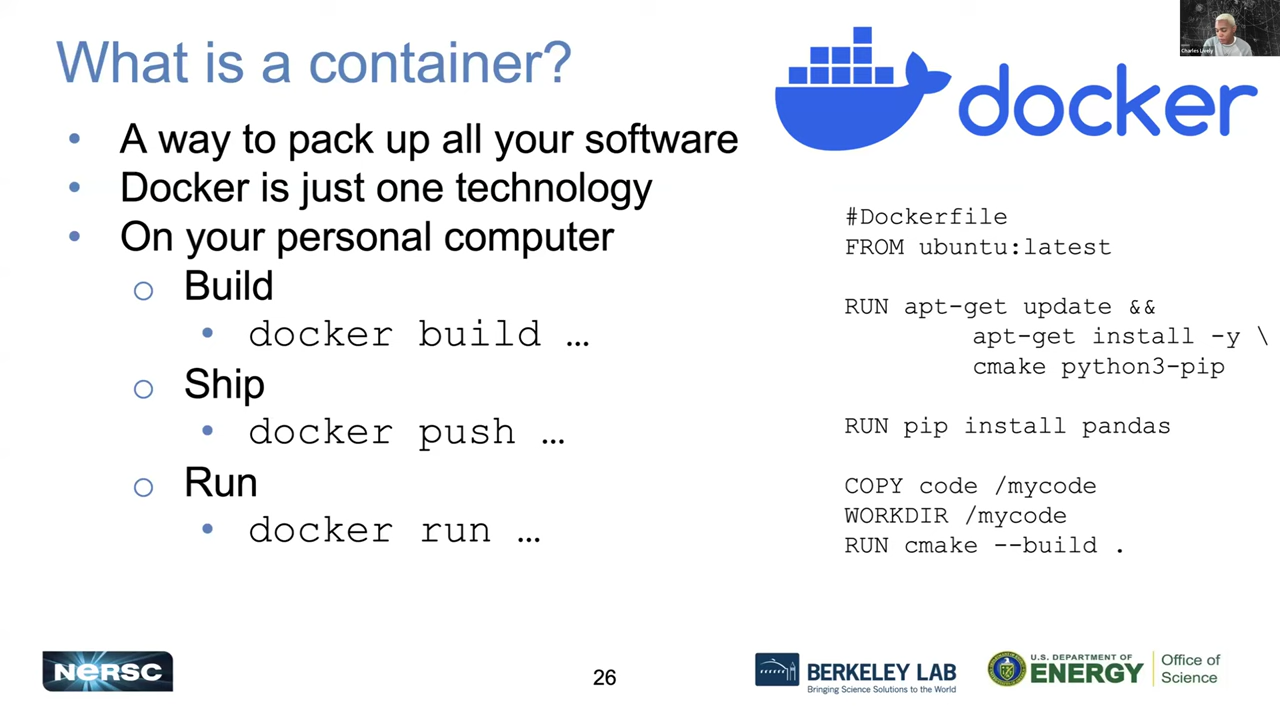 What is a container?
• A way to pack up all your software
• Docker is just one technology
• On your personal computer
o Build
• docker build …
o Ship
• docker push …
o Run
• docker run …
docker
Charles Lively
#Dockerfile
FROM ubuntu:latest
RUN apt-get update &&
apt-get install -y \
cmake python3-pip
RUN pip install pandas
COPY code /mycode
WORKDIR /mycode
RUN cmake --build .
NERSC
26
BERKELEY LAB
Bringing Science Solutions to the World
U.S. DEPARTMENT OF
ENERGY
Office of
Science